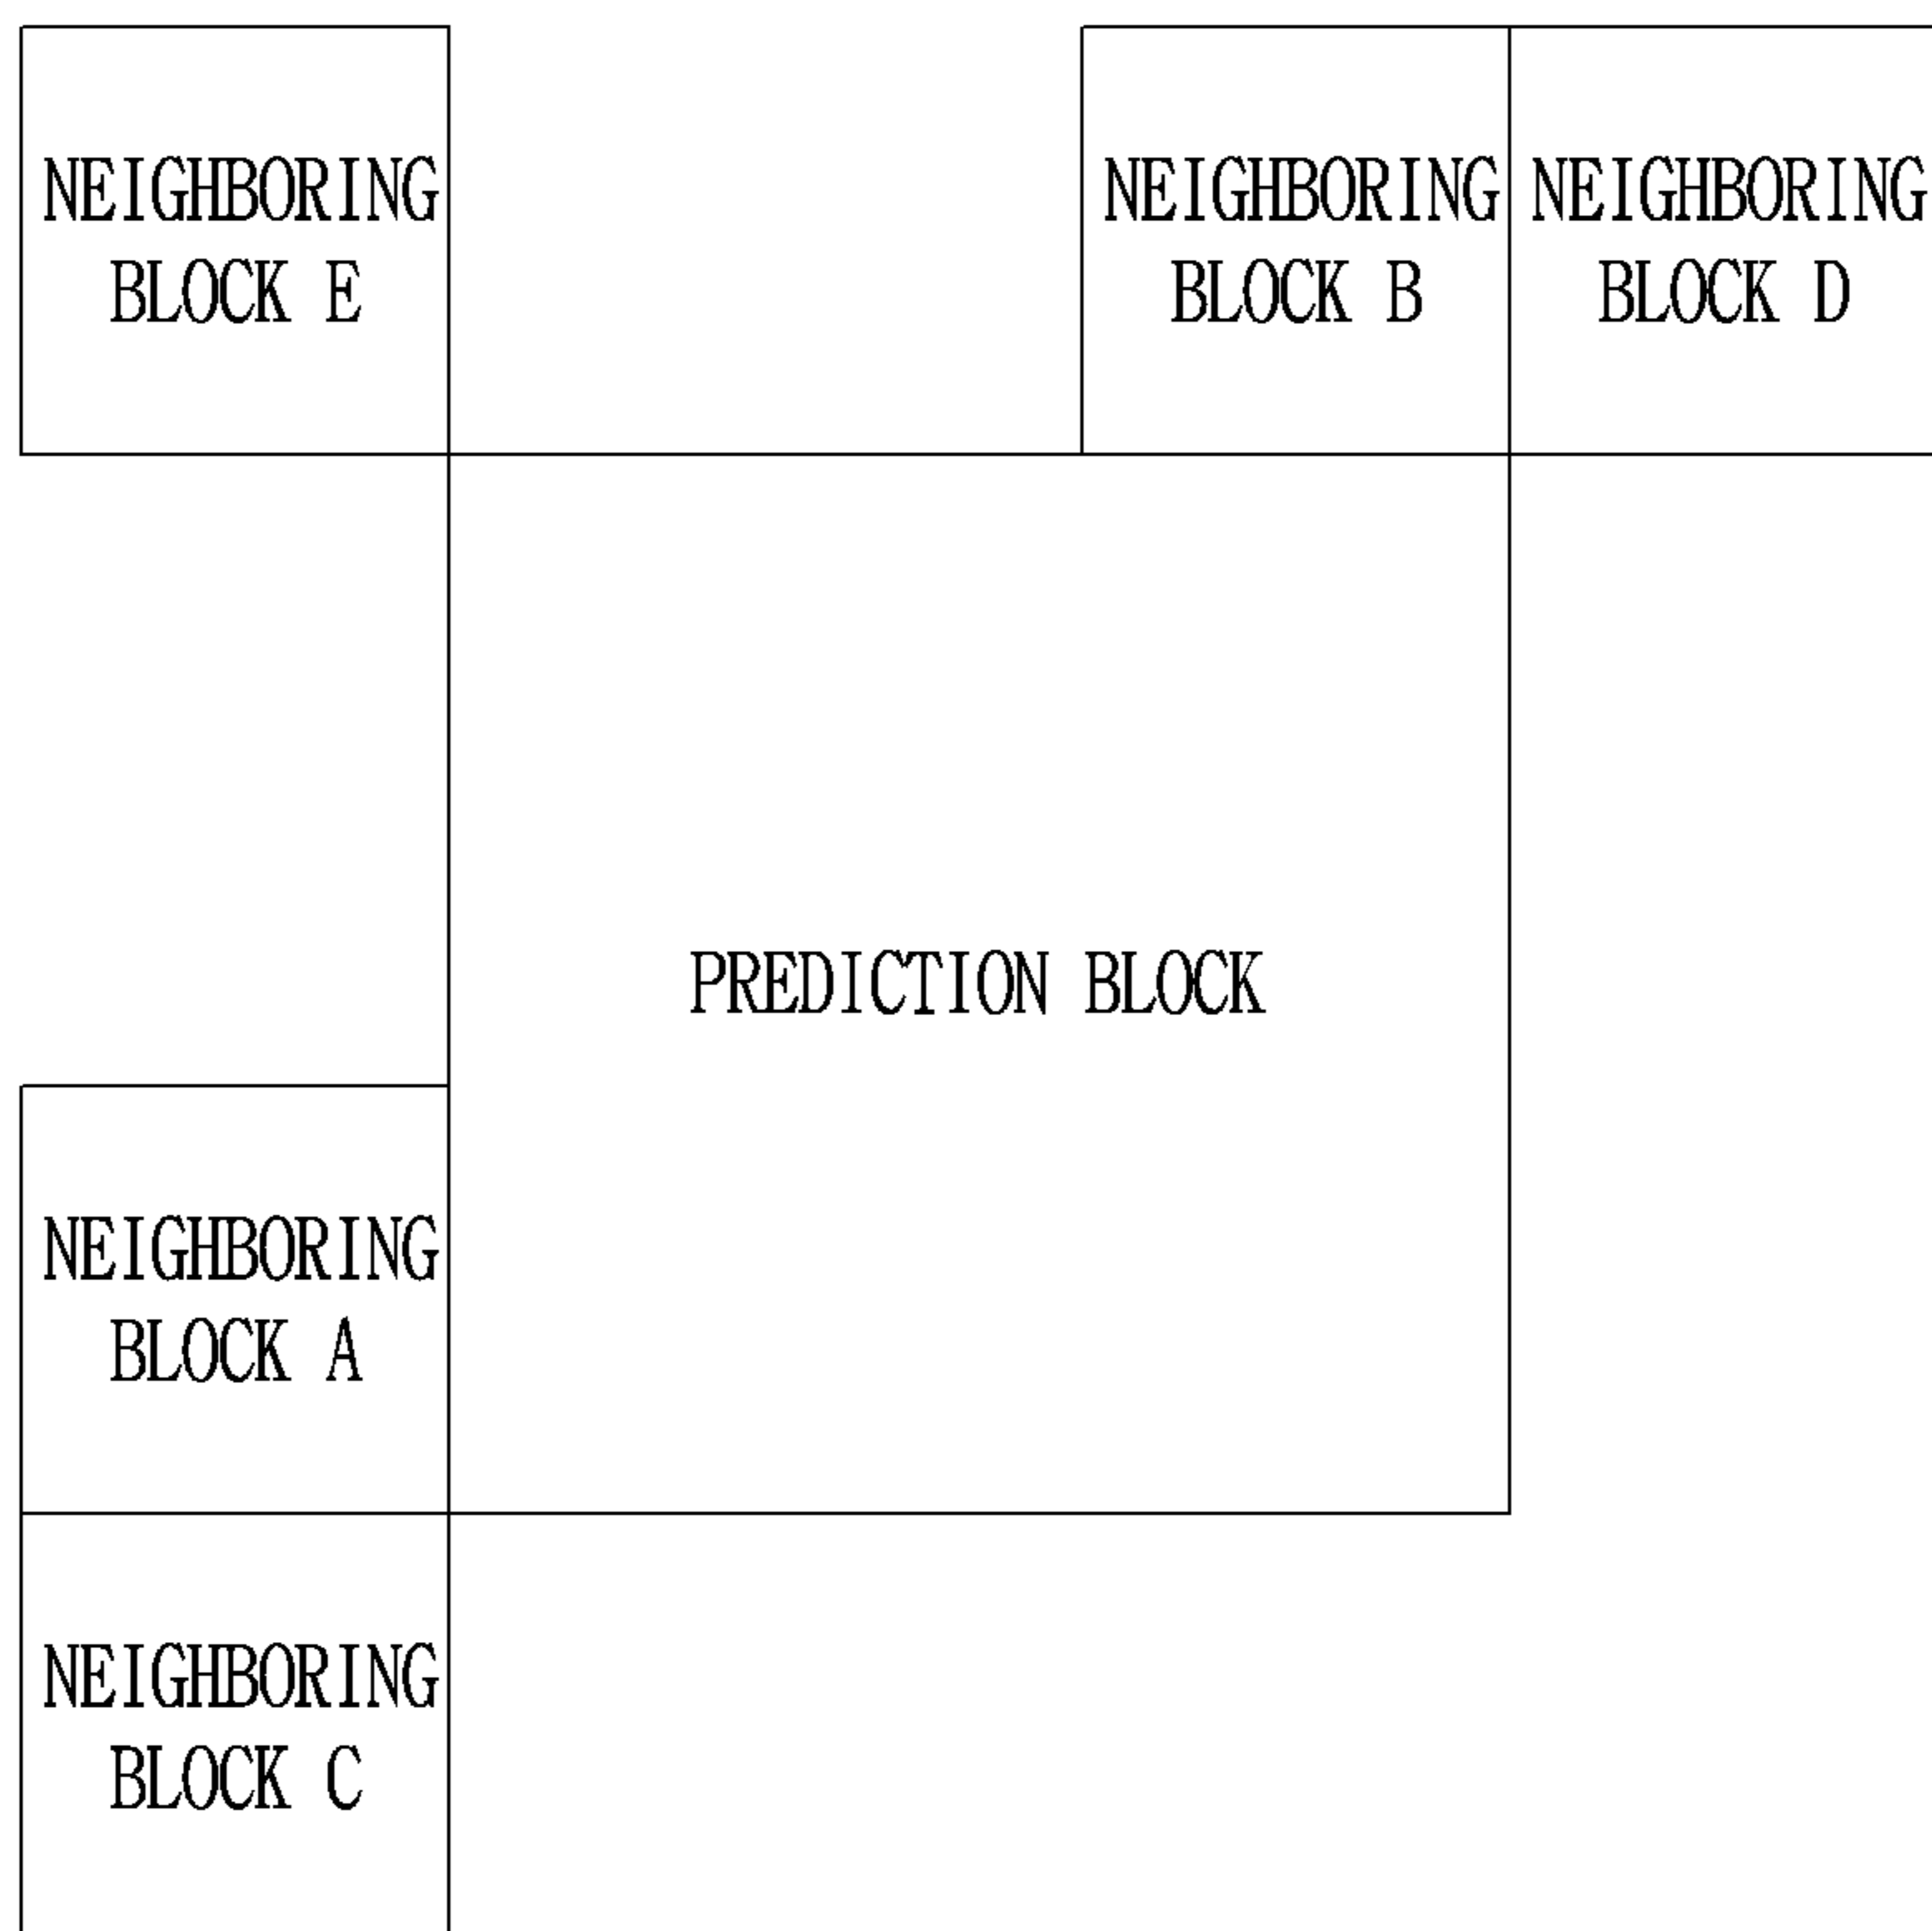 NEIGHBORING
BLOCK E
NEIGHBORING
BLOCK B
NEIGHBORING
BLOCK D
PREDICTION BLOCK
NEIGHBORING
BLOCK A
NEIGHBORING
BLOCK C